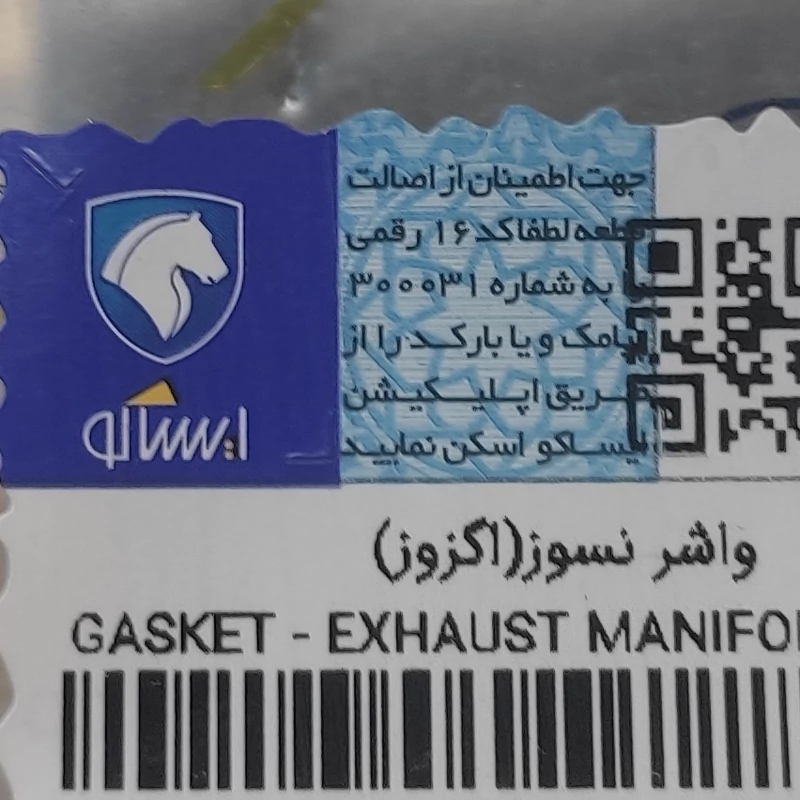 جهت اطمینان از اصالت
قطعه لطفا کد ۱۶ رقمی
به شماره ۳۰۰۰۳۱
پیامک و یا بارکد را از
طریق اپلیکیشن
ایساکو اسکن نمایید
ایساکو
واشر نسوز(اگزوز)
GASKET - EXHAUST MANIFO